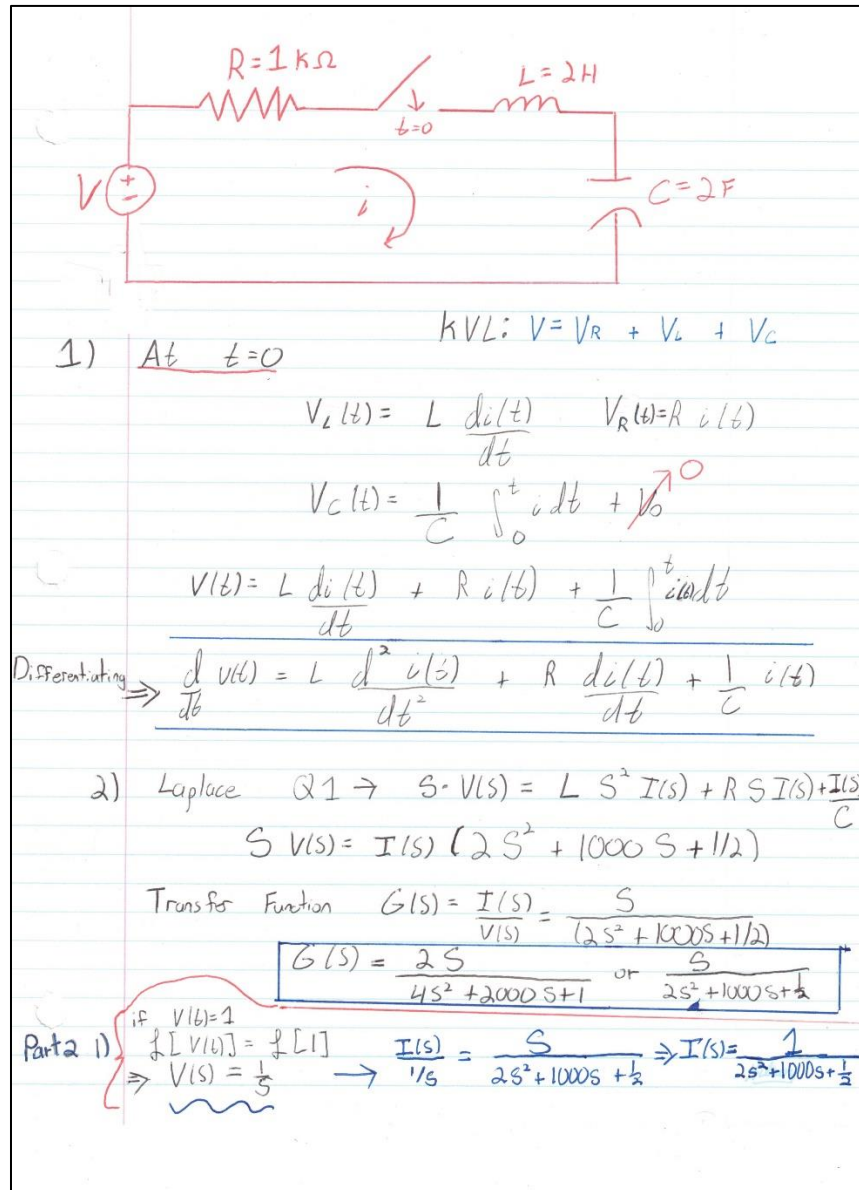 R = 1 KΩ
L = 2H
t=0
V
+
-
i
C = 2F
KVL: V = VR + VL + VC
1) At t=0
VL(t) = L di(t)/dt VR(t)=R i(t)
VC(t) = 1/C ∫₀ᵗ i dt + V₀ 0
V(t) = L di(t)/dt + R i(t) + 1/C ∫₀ᵗ i(t) dt
Differentiating ⇒ d/dt v(t) = L d² i(t)/dt² + R di(t)/dt + 1/C i(t)
2) Laplace Q1 → S · V(S) = L S² I(S) + R S I(S) + I(S)/C
S V(S) = I(S) (2 S² + 1000 S + 1/2)
Transfer Function G(S) = I(S)/V(S) = S/(2S² + 1000S + 1/2)
G(S) = 2S/4S² + 2000S + 1 or S/2S² + 1000S + 1/2
if V(t)=1
Part 2 1) £[V(t)] = £[1]
⇒ V(S) = 1/S → I(S)/1/S = S/2S² + 1000S + 1/2 ⇒ I(S) = 1/2S² + 1000S + 1/2